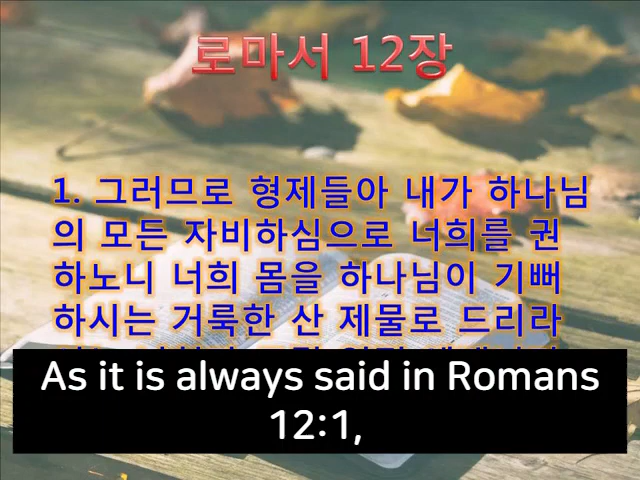 로마서 12장
1. 그러므로 형제들아 내가 하나님
의 모든 자비하심으로 너희를 권
하노니 너희 몸을 하나님이 기뻐
하시는 거룩한 산 제물로 드리라
As it is always said in Romans
12:1,